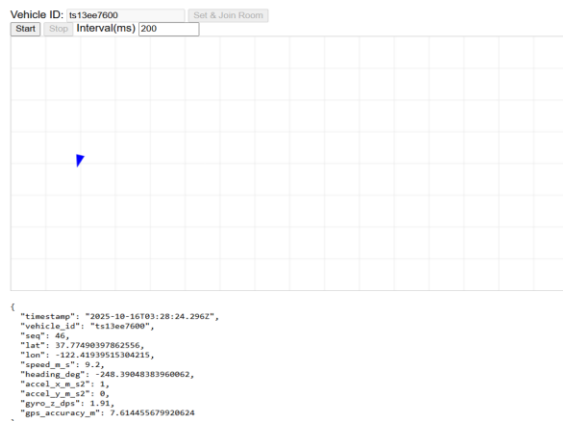 Vehicle ID: ts13ee7600 Set & Join Room
Start Stop Interval(ms) 200
{
"timestamp": "2025-10-16T03:28:24.296Z",
"vehicle_id": "ts13ee7600",
"seq": 46,
"lat": 37.77490397862556,
"lon": -122.41939515304215,
"speed_m_s": 9.2,
"heading_deg": -248.39048383960062,
"accel_x_m_s2": 1,
"accel_y_m_s2": 0,
"gyro_z_dps": 1.91,
"gps_accuracy_m": 7.614455679920624